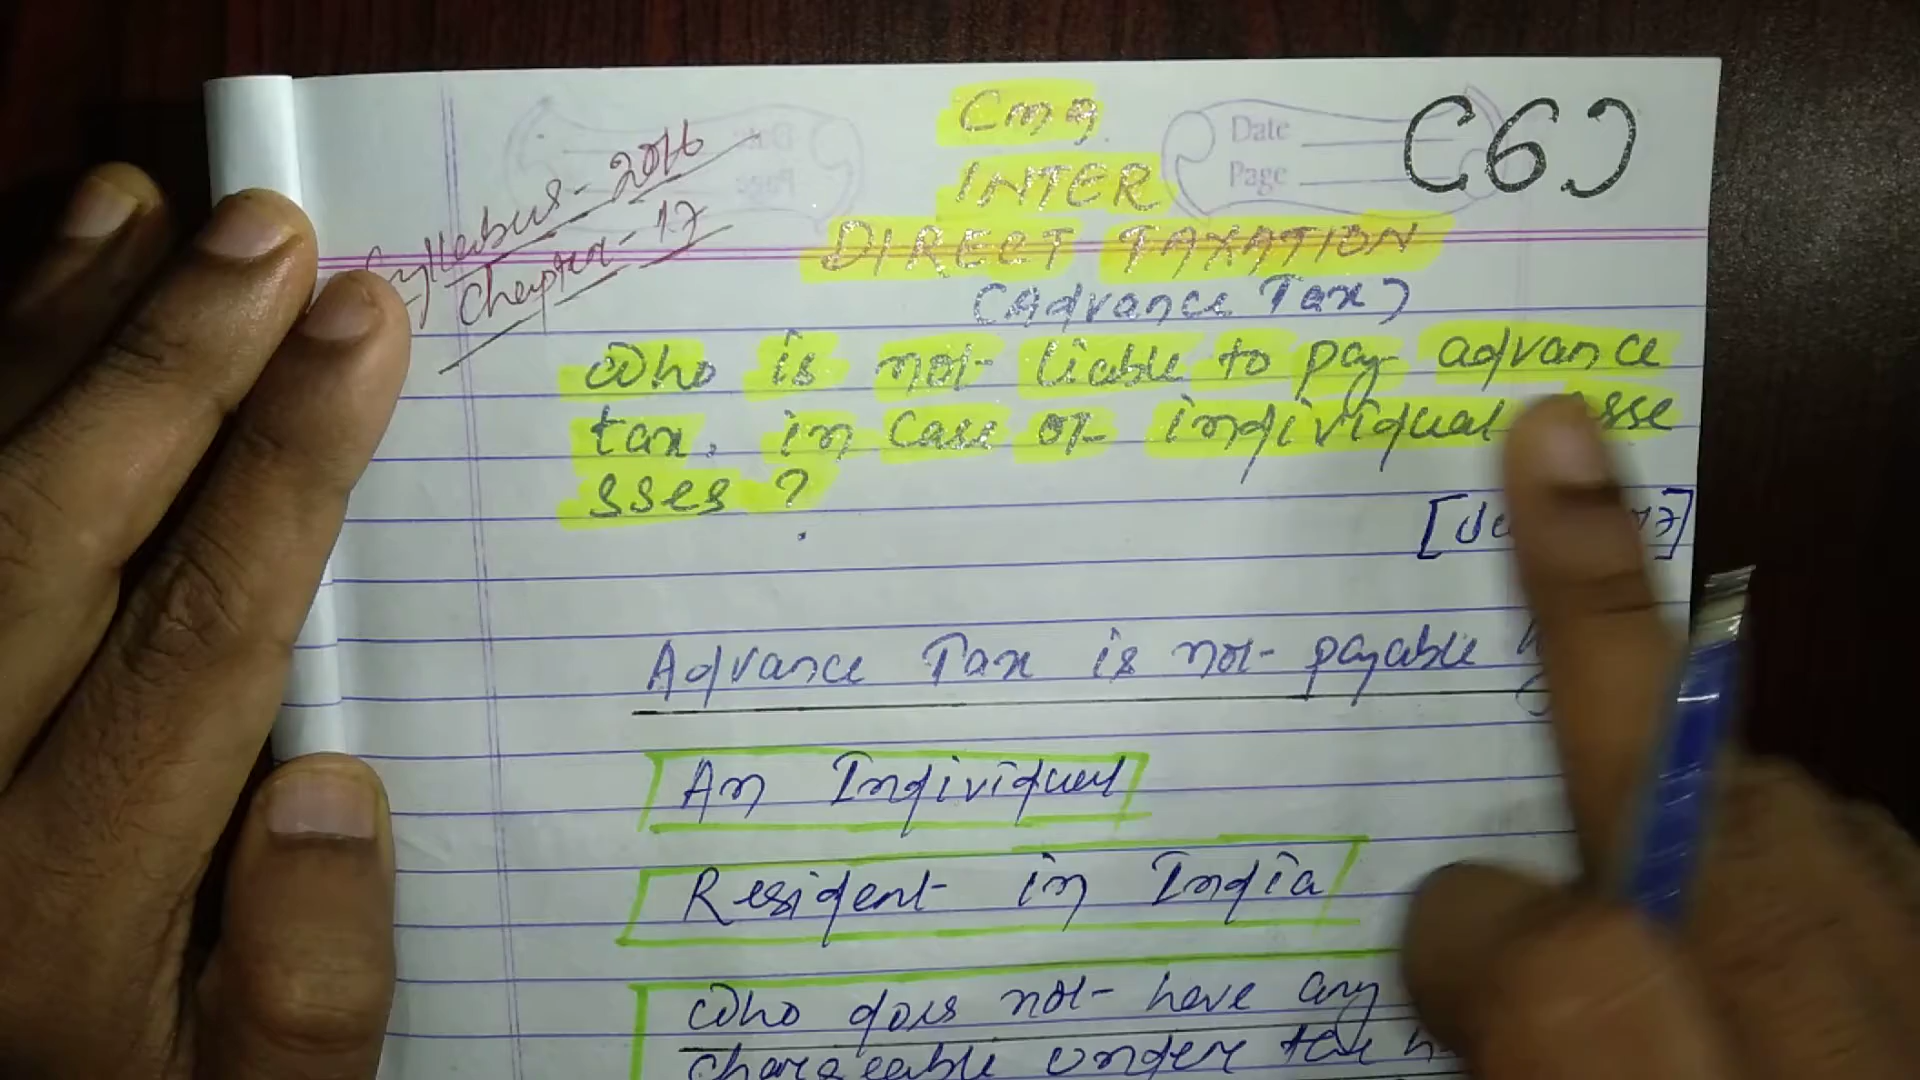 Syllabus-2016
Chapter-17
Cma
INTER
DIRECT TAXATION
(Advance Tax)
(6)
Date
Page
Who is not liable to pay advance
tax, in case of individual asse
sses ?
Advance Tax is not payable
An Individual
Resident in India
Who does not have any
chargeable under the